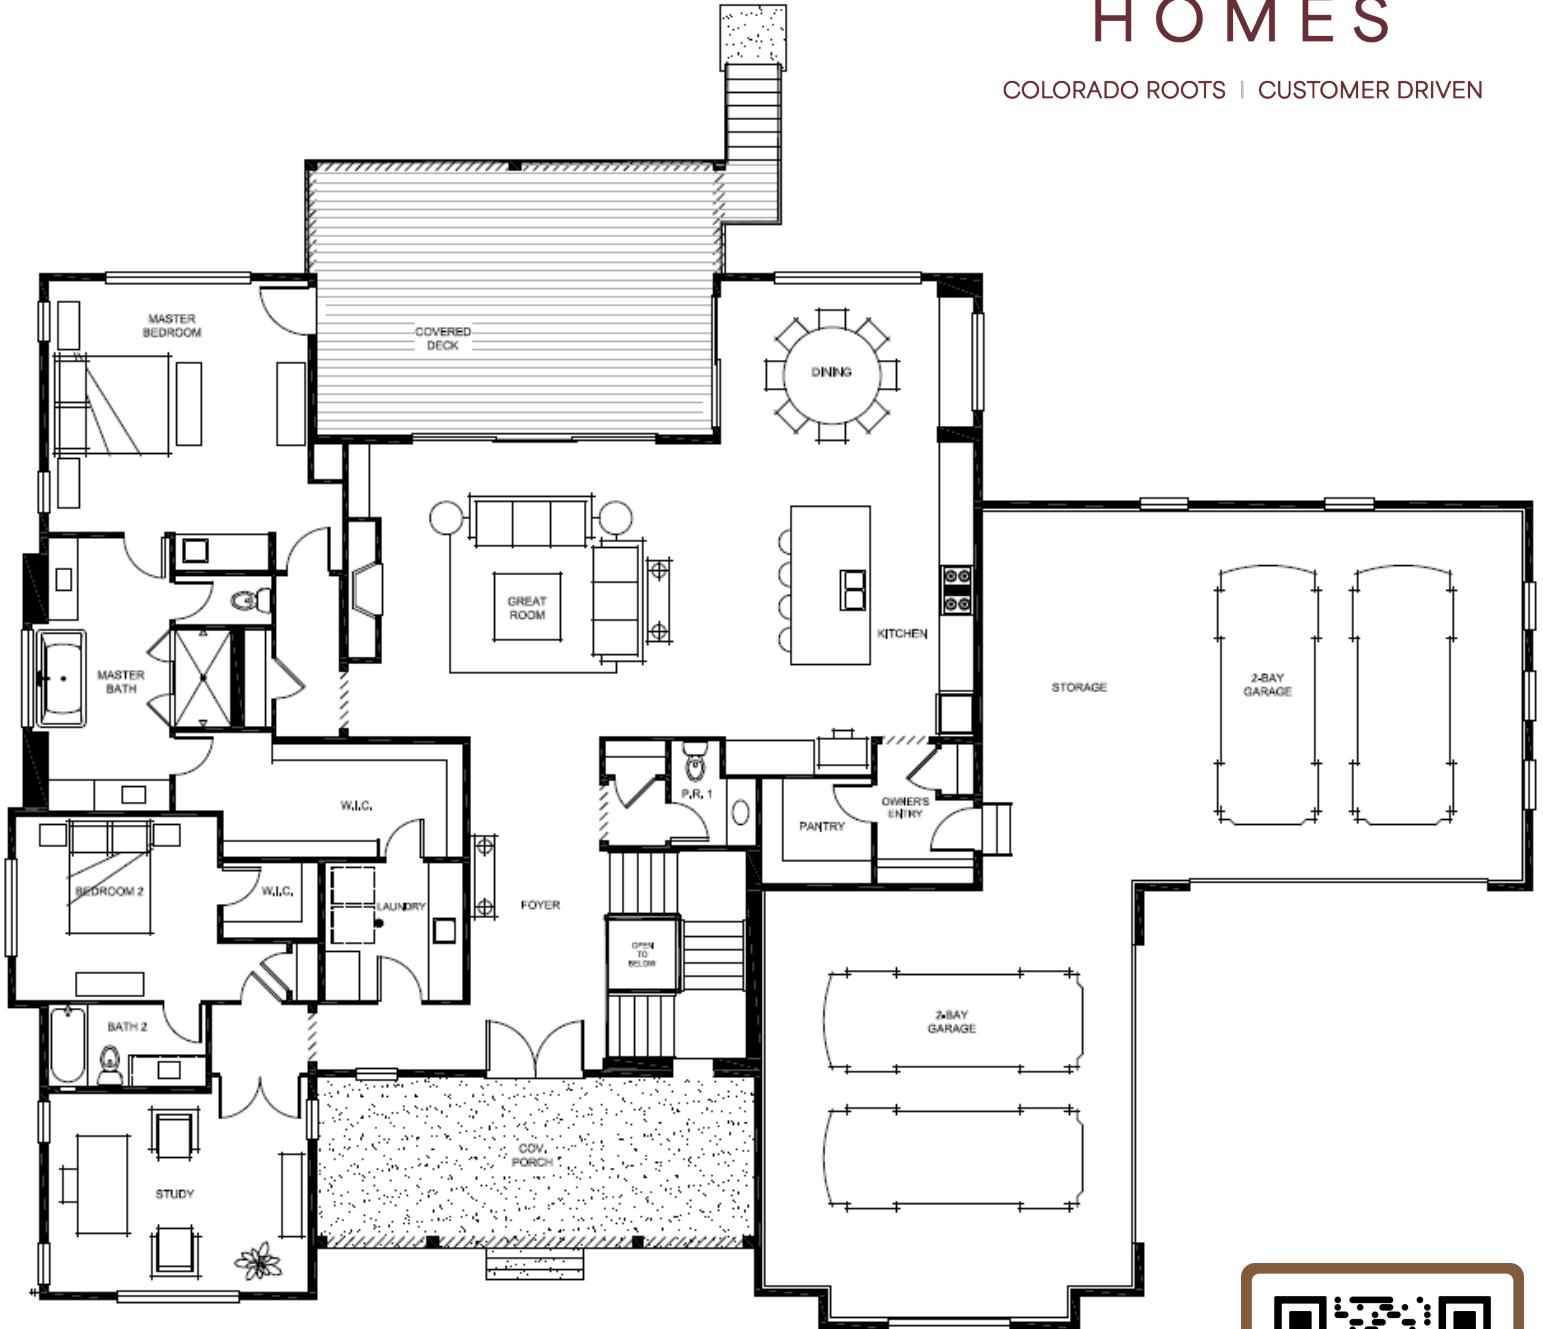 HOMES
COLORADO ROOTS | CUSTOMER DRIVEN
MASTER
BEDROOM
COVERED
DECK
DINING
GREAT
ROOM
KITCHEN
STORAGE
2-BAY
GARAGE
MASTER
BATH
W.I.C.
P.R. 1
PANTRY
OWNER'S
ENTRY
BEDROOM 2
W.I.C.
LAUNDRY
FOYER
OPEN
TO
BELOW
BATH 2
2-BAY
GARAGE
COV.
PORCH
STUDY